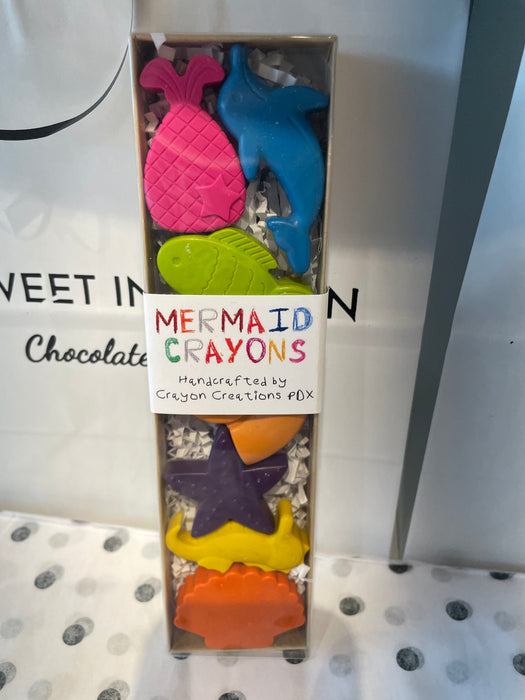 MERMAID
CRAYONS
Handcrafted by
Crayon Creations PDX
Chocolate